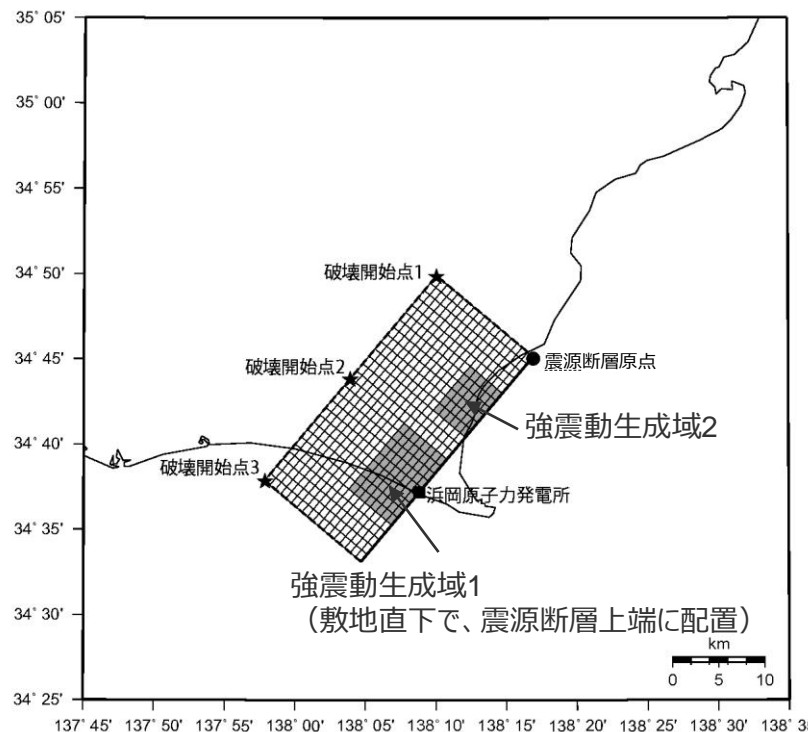 35° 05'
35° 00'
34° 55'
34° 50'
34° 45'
34° 40'
34° 35'
34° 30'
34° 25'
破壊開始点1
破壊開始点2
震源断層原点
強震動生成域2
破壊開始点3
浜岡原子力発電所
強震動生成域1
（敷地直下で、震源断層上端に配置）
km
0 5 10
137° 45' 137° 50' 137° 55' 138° 00' 138° 05' 138° 10' 138° 15' 138° 20' 138° 25' 138° 30' 138° 35